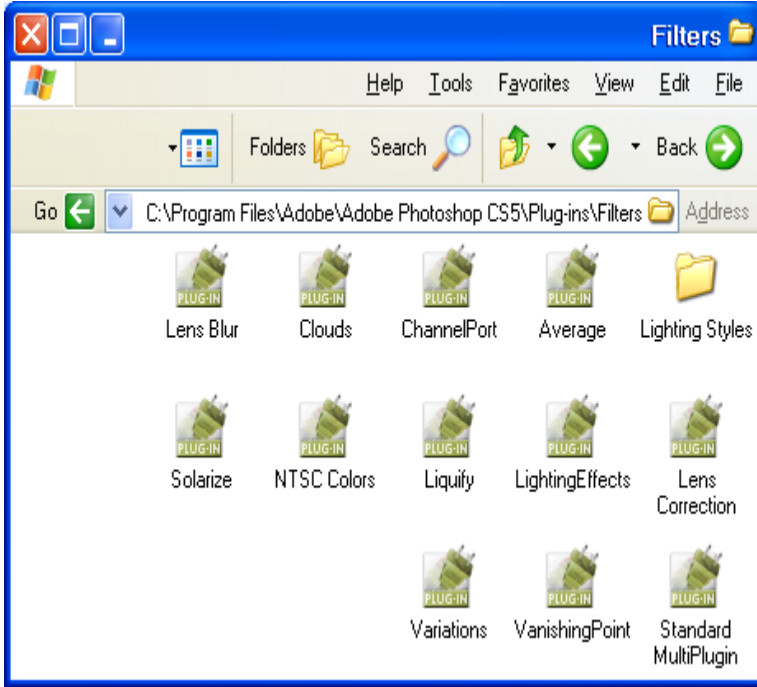 Filters
File Edit View Favorites Tools Help
Back Search Folders
Address C:\Program Files\Adobe\Adobe Photoshop CS5\Plug-ins\Filters Go
PLUG-IN PLUG-IN PLUG-IN PLUG-IN
Lighting Styles Average ChannelPort Clouds Lens Blur
PLUG-IN PLUG-IN PLUG-IN PLUG-IN PLUG-IN
Lens LightingEffects Liquify NTSC Colors Solarize
Correction
PLUG-IN PLUG-IN PLUG-IN
Standard VanishingPoint Variations
MultiPlugin